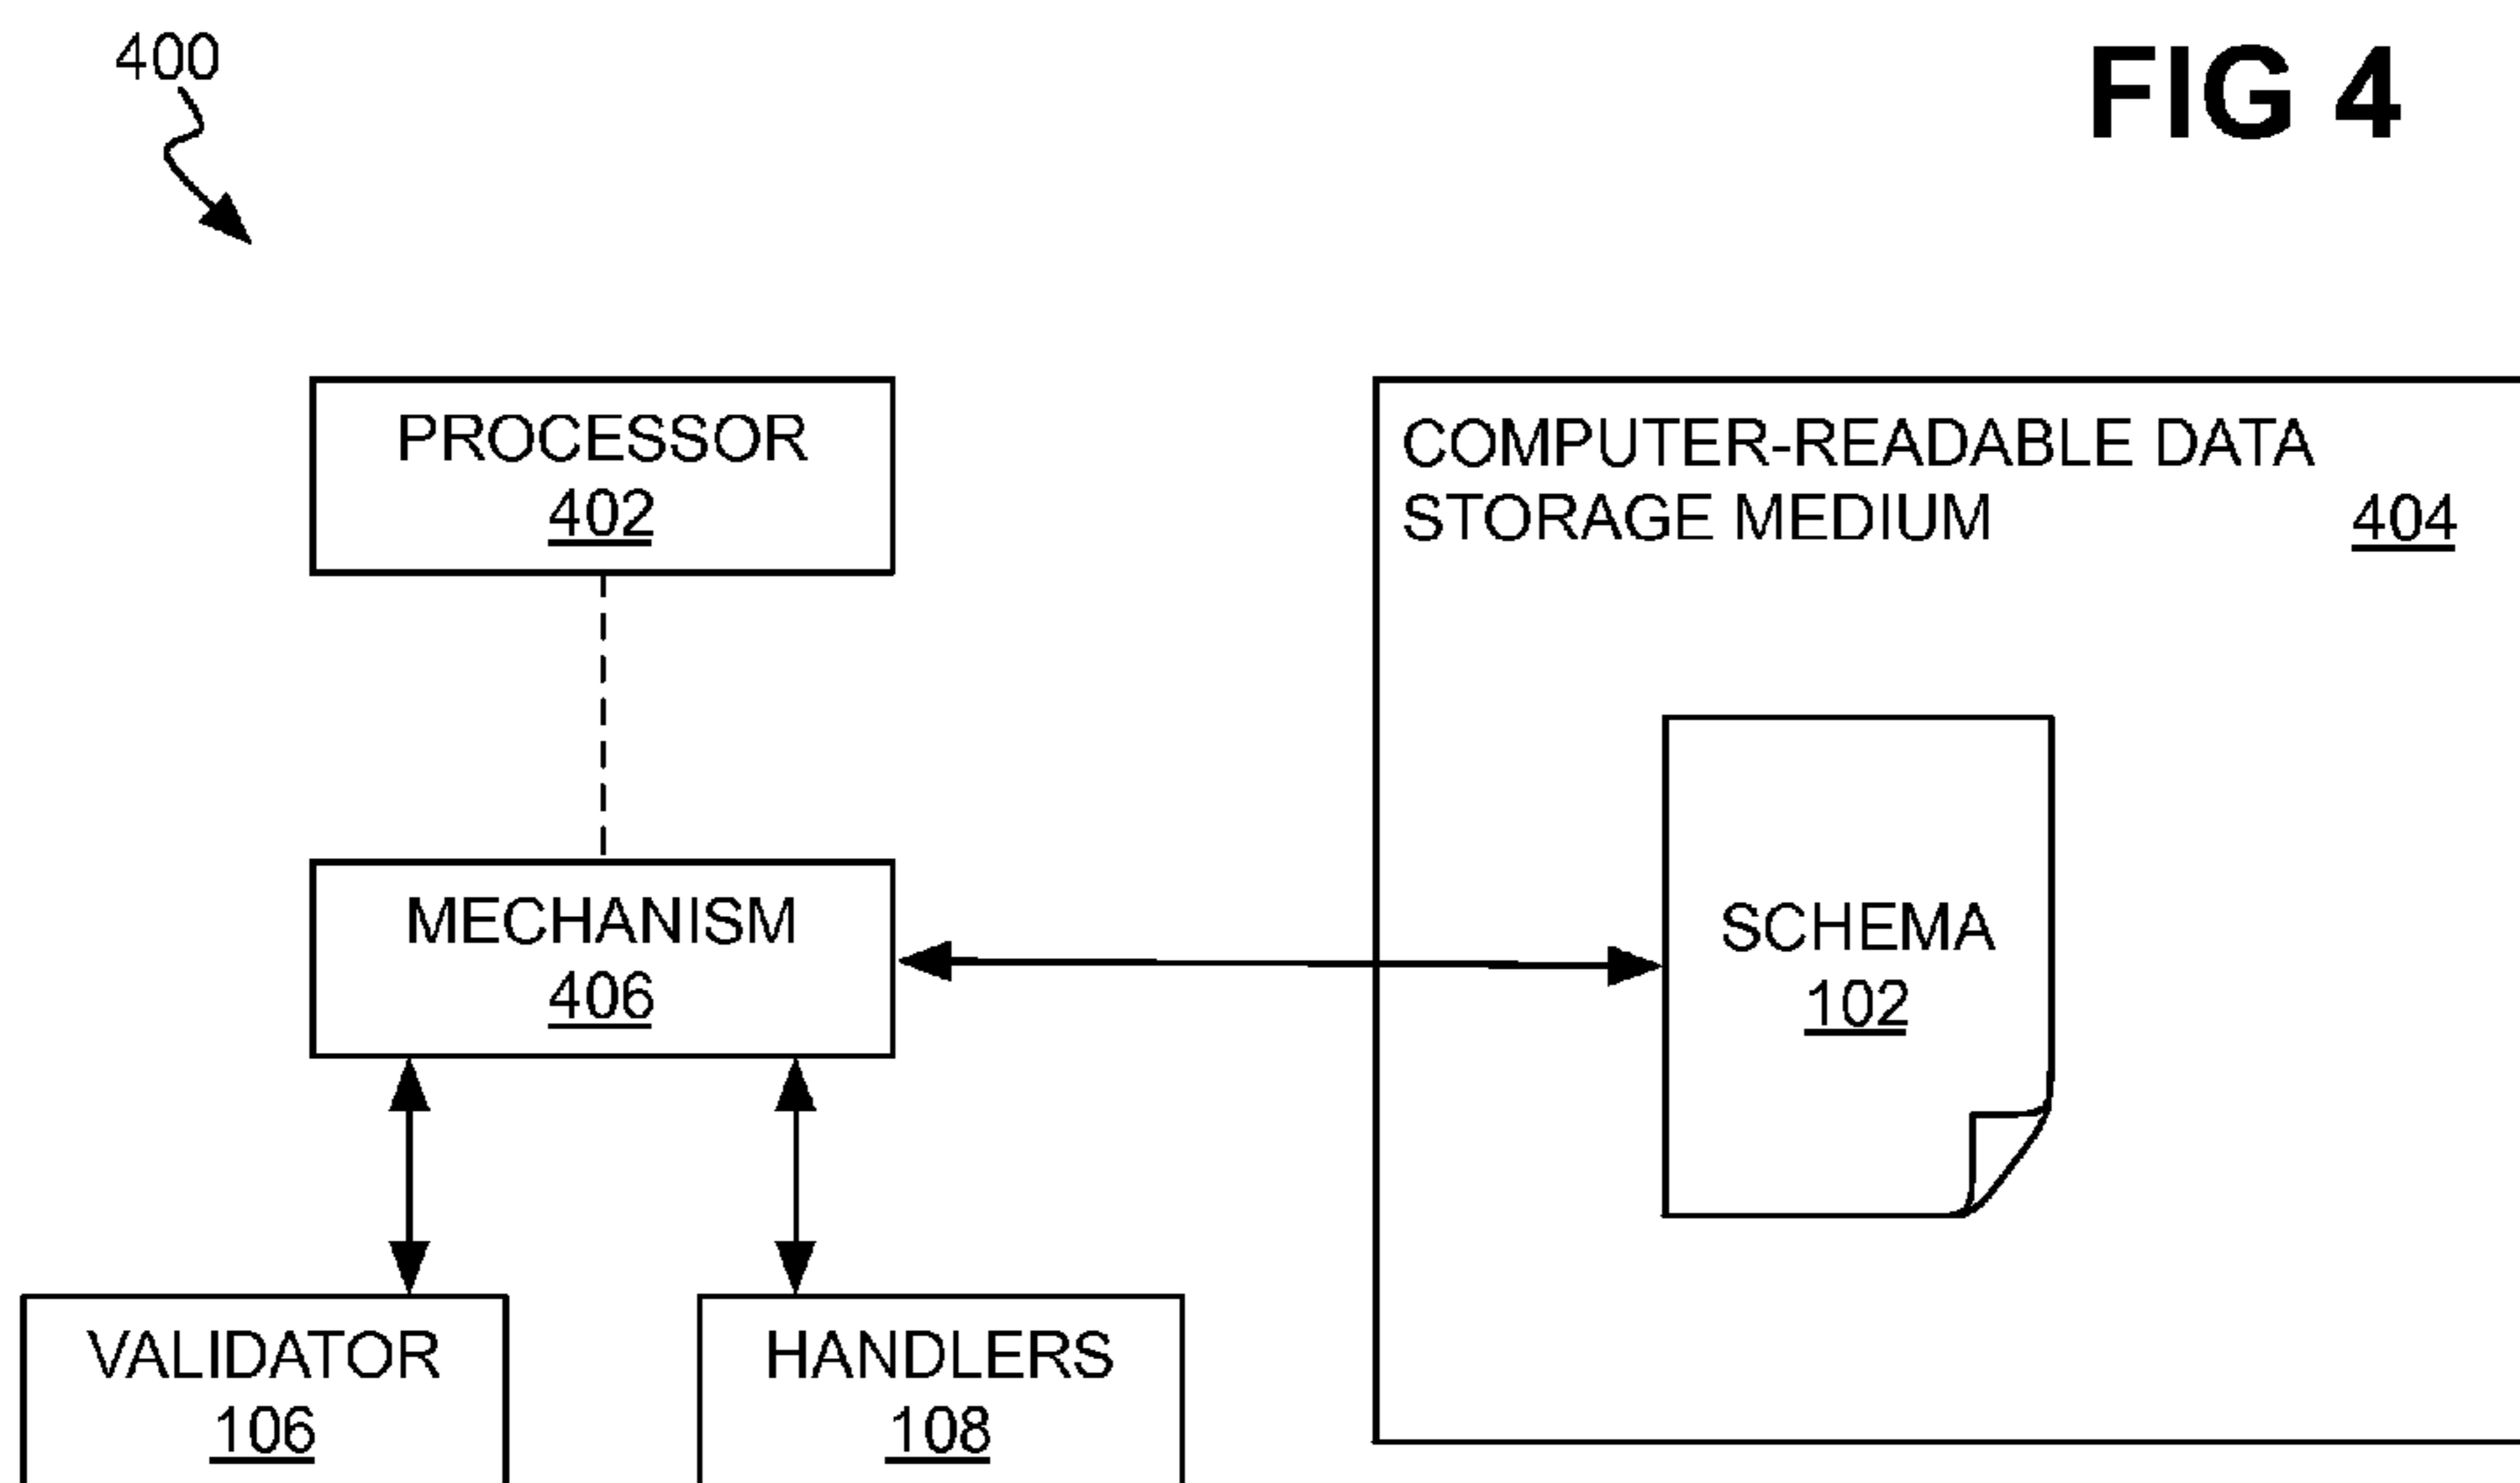 400
FIG 4
PROCESSOR
402
COMPUTER-READABLE DATA
STORAGE MEDIUM 404
MECHANISM
406
SCHEMA
102
VALIDATOR
106
HANDLERS
108